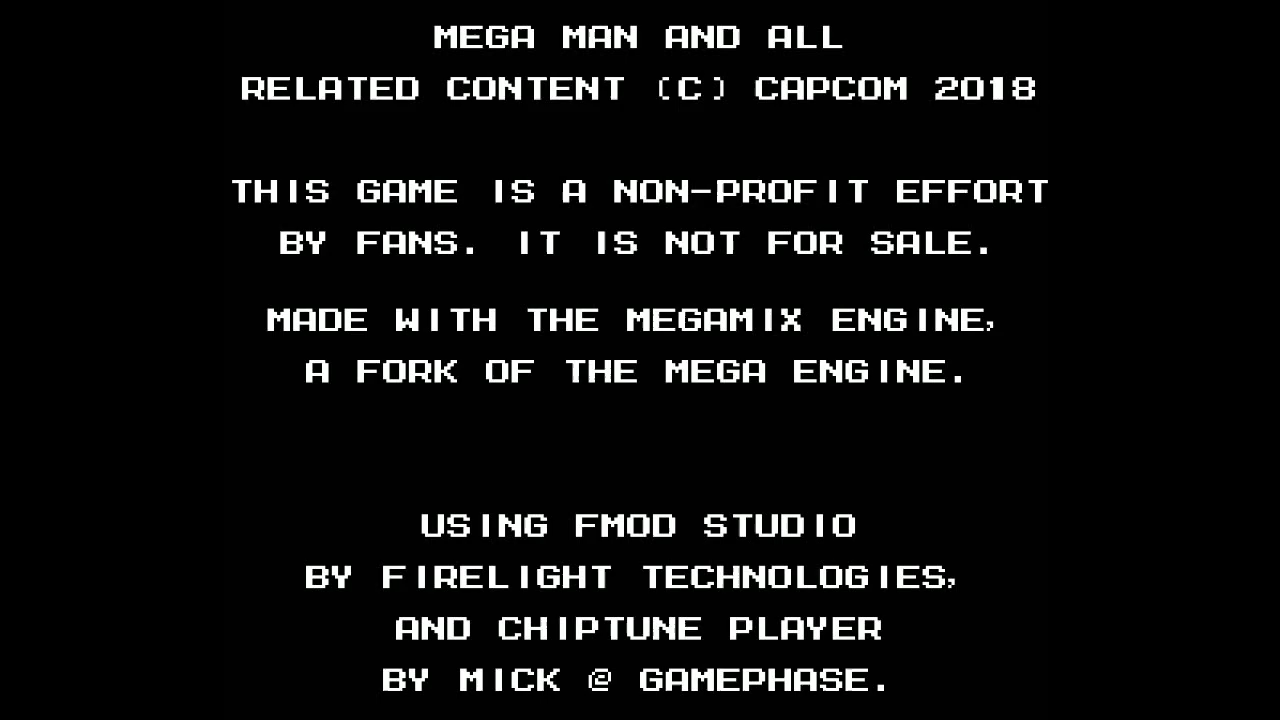 MEGA MAN AND ALL
RELATED CONTENT (C) CAPCOM 2018
THIS GAME IS A NON-PROFIT EFFORT
BY FANS. IT IS NOT FOR SALE.
MADE WITH THE MEGAMIX ENGINE,
A FORK OF THE MEGA ENGINE.
USING FMOD STUDIO
BY FIRELIGHT TECHNOLOGIES,
AND CHIPTUNE PLAYER
BY MICK @ GAMEPHASE.